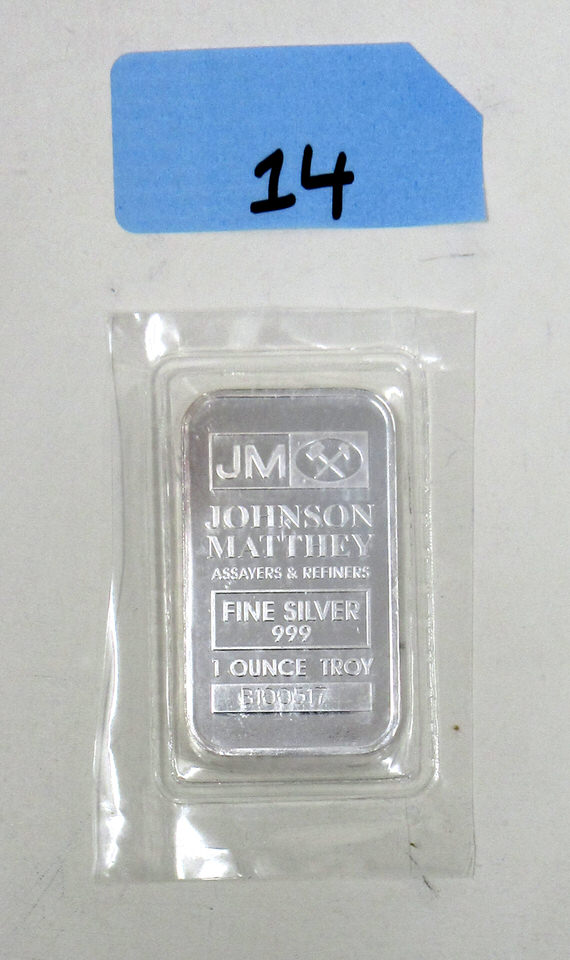 14
JM
JOHNSON
MATTHEY
ASSAYERS & REFINERS
FINE SILVER
999
1 OUNCE TROY
B100517